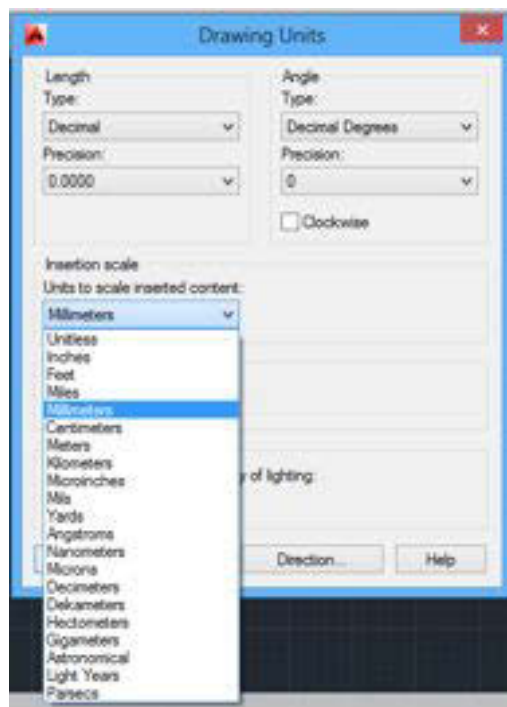 Drawing Units
Length
Type:
Decimal
Precision:
0.0000
Angle
Type:
Decimal Degrees
Precision:
0
Clockwise
Insertion scale
Units to scale inserted content:
Millimeters
Unitless
Inches
Feet
Miles
Millimeters
Centimeters
Meters
Kilometers
Microinches
Mils
Yards
Angstroms
Nanometers
Microns
Decimeters
Dekameters
Hectometers
Gigameters
Astronomical
Light Years
Parsecs
y of lighting:
Direction...
Help